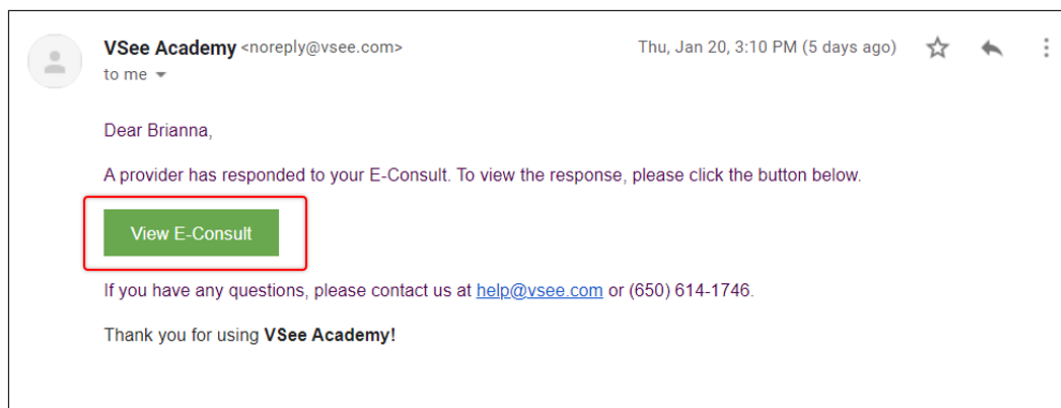 VSee Academy <noreply@vsee.com> Thu, Jan 20, 3:10 PM (5 days ago)
to me
Dear Brianna,
A provider has responded to your E-Consult. To view the response, please click the button below.
View E-Consult
If you have any questions, please contact us at help@vsee.com or (650) 614-1746.
Thank you for using VSee Academy!